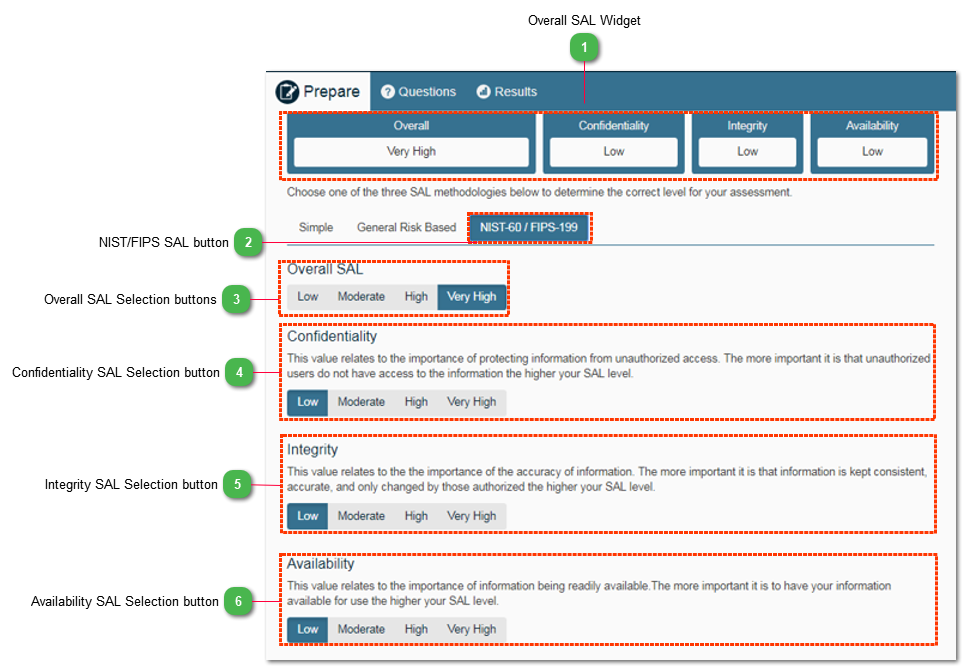 Overall SAL Widget
1
Prepare
? Questions
Results
Overall
Confidentiality
Integrity
Availability
Very High
Low
Low
Low
Choose one of the three SAL methodologies below to determine the correct level for your assessment.
Simple
General Risk Based
NIST-60 / FIPS-199
NIST/FIPS SAL button
2
Overall SAL
Overall SAL Selection buttons
3
Low
Moderate
High
Very High
Confidentiality
This value relates to the importance of protecting information from unauthorized access. The more important it is that unauthorized
users do not have access to the information the higher your SAL level.
Confidentiality SAL Selection button
4
Low
Moderate
High
Very High
Integrity
This value relates to the the importance of the accuracy of information. The more important it is that information is kept consistent,
accurate, and only changed by those authorized the higher your SAL level.
Integrity SAL Selection button
5
Low
Moderate
High
Very High
Availability
This value relates to the importance of information being readily available.The more important it is to have your information
available for use the higher your SAL level.
Availability SAL Selection button
6
Low
Moderate
High
Very High